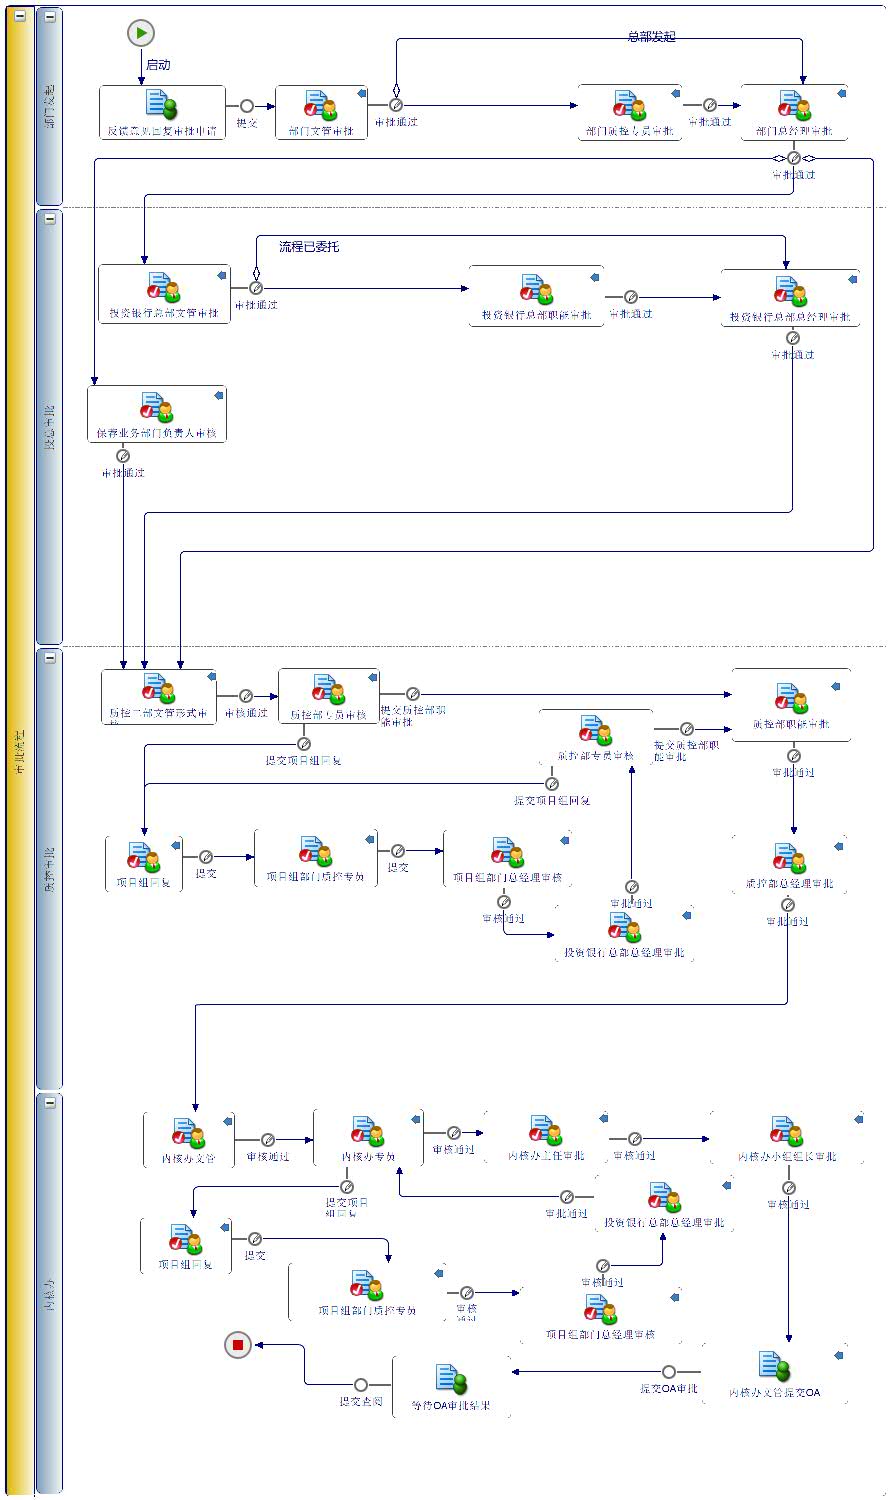 审批流程
部门发起
启动
反馈意见回复审批申请
提交
部门文管审批
审批通过
总部发起
部门质控专员审批
审批通过
部门总经理审批
审批通过
投总审批
投资银行总部文管审批
审批通过
流程已委托
投资银行总部职能审批
审批通过
投资银行总部总经理审批
审批通过
保荐业务部门负责人审核
审批通过
质控审批
质控二部文管形式审
核
审核通过
质控部专员审核
提交质控部职
能审批
提交项目组回复
质控部专员审核
提交质控部职
能审批
提交项目组回复
质控部职能审批
审批通过
项目组回复
提交
项目组部门质控专员
提交
项目组部门总经理审核
审核通过
投资银行总部总经理审批
审批通过
质控部总经理审批
审批通过
内核办
内核办文管
审核通过
内核办专员
审核通过
内核办主任审批
审核通过
内核办小组组长审批
审核通过
提交项目
组回复
项目组回复
提交
项目组部门质控专员
审核
通过
项目组部门总经理审核
审核通过
投资银行总部总经理审批
审批通过
内核办文管提交OA
提交OA审批
等待OA审批结果
提交查阅